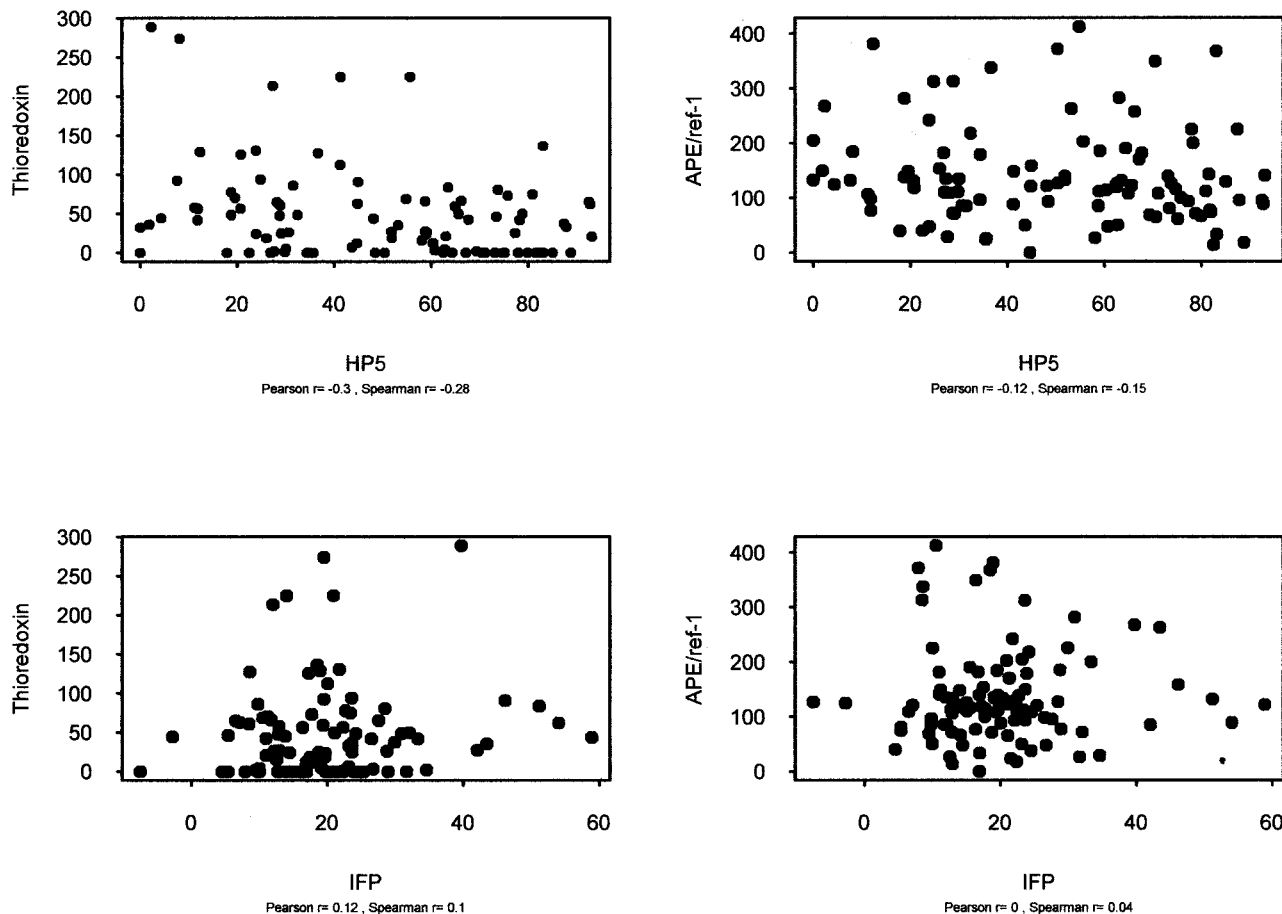 300
250
200
150
100
50
0
Thioredoxin
0 20 40 60 80
HP5
Pearson r= -0.3 , Spearman r= -0.28
400
300
200
100
0
APE/ref-1
0 20 40 60 80
HP5
Pearson r= -0.12 , Spearman r= -0.15
300
250
200
150
100
50
0
Thioredoxin
0 20 40 60
IFP
Pearson r= 0.12 , Spearman r= 0.1
400
300
200
100
0
APE/ref-1
0 20 40 60
IFP
Pearson r= 0 , Spearman r= 0.04